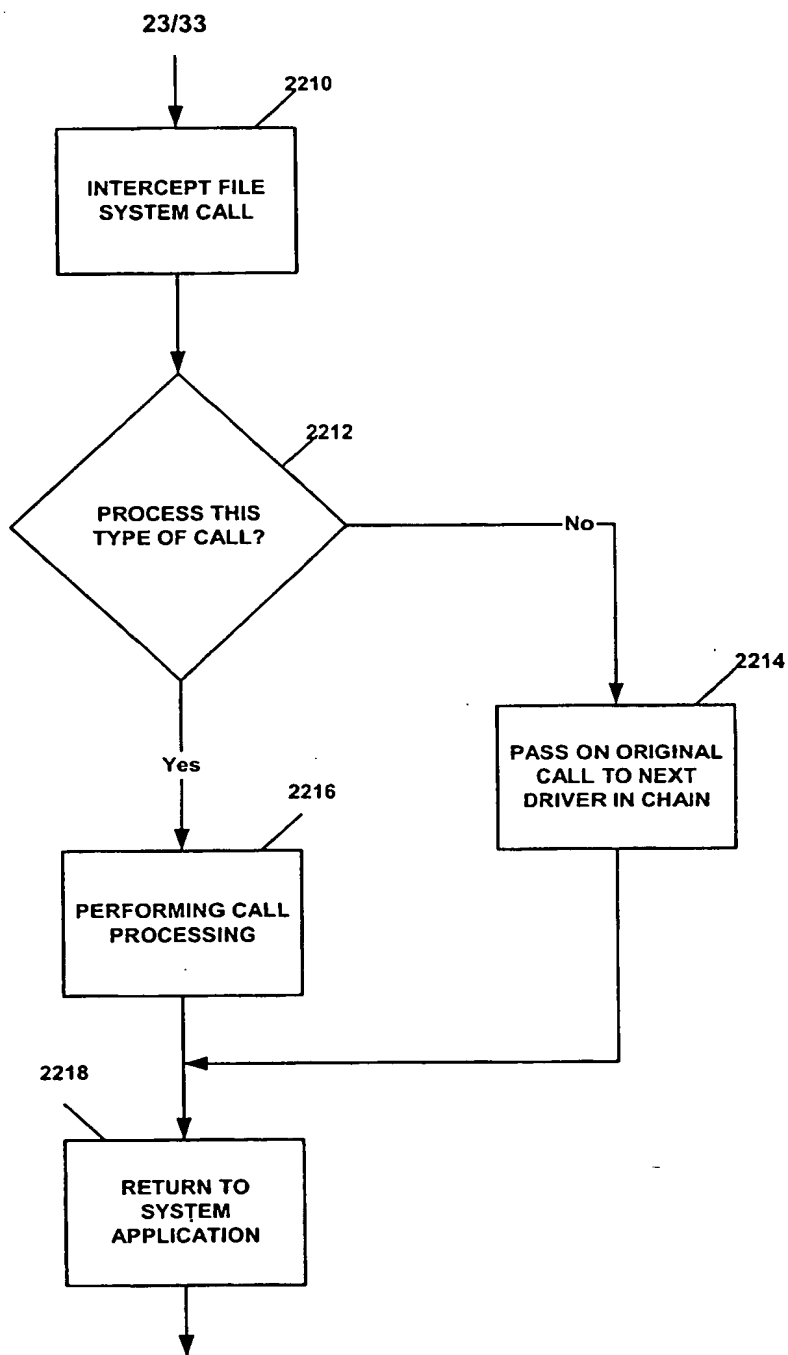 23/33
2210
INTERCEPT FILE
SYSTEM CALL
2212
PROCESS THIS
TYPE OF CALL?
No
2214
PASS ON ORIGINAL
CALL TO NEXT
DRIVER IN CHAIN
Yes
2216
PERFORMING CALL
PROCESSING
2218
RETURN TO
SYSTEM
APPLICATION